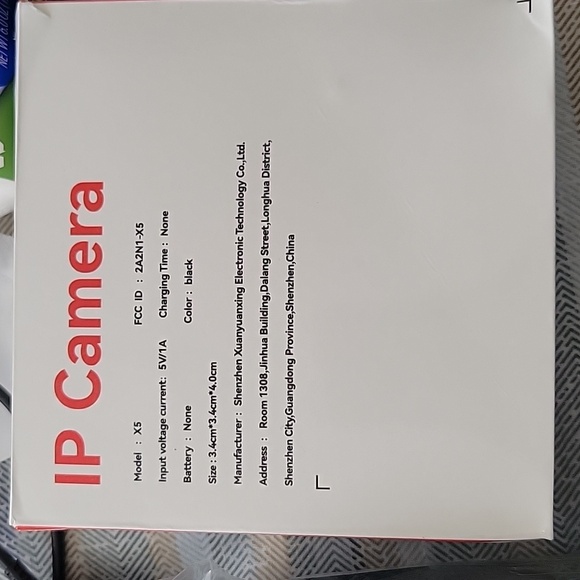 IP Camera
Model : X5 FCC ID : 2A2N1-X5
Input voltage current: 5V/1A Charging Time : None
Battery : None Color : black
Size : 3.4cm*3.4cm*4.0cm
Manufacturer : Shenzhen Xuanyuanxing Electronic Technology Co.,Ltd.
Address : Room 1308,Jinhua Building,Dalang Street,Longhua District,
Shenzhen City,Guangdong Province,Shenzhen,China